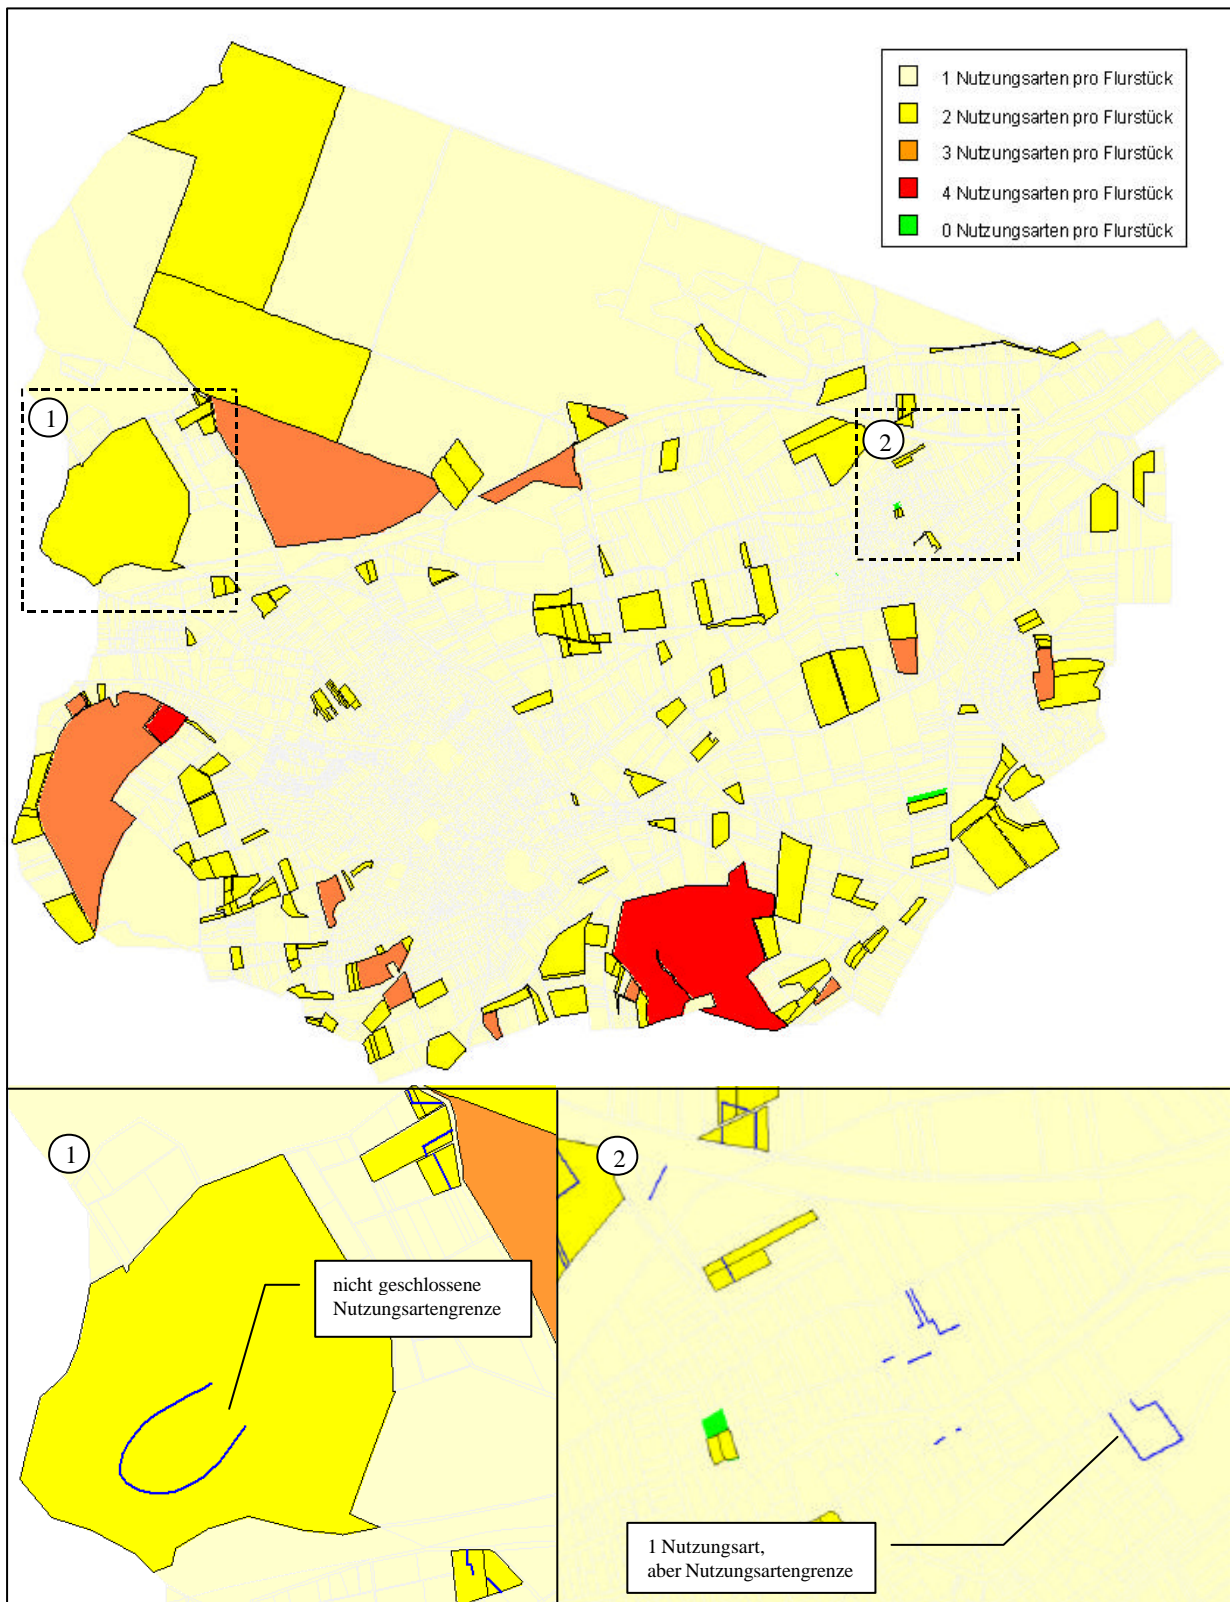 1 Nutzungsarten pro Flurstück
2 Nutzungsarten pro Flurstück
3 Nutzungsarten pro Flurstück
4 Nutzungsarten pro Flurstück
0 Nutzungsarten pro Flurstück
1
2
1
nicht geschlossene
Nutzungsartengrenze
2
1 Nutzungsart,
aber Nutzungsartengrenze